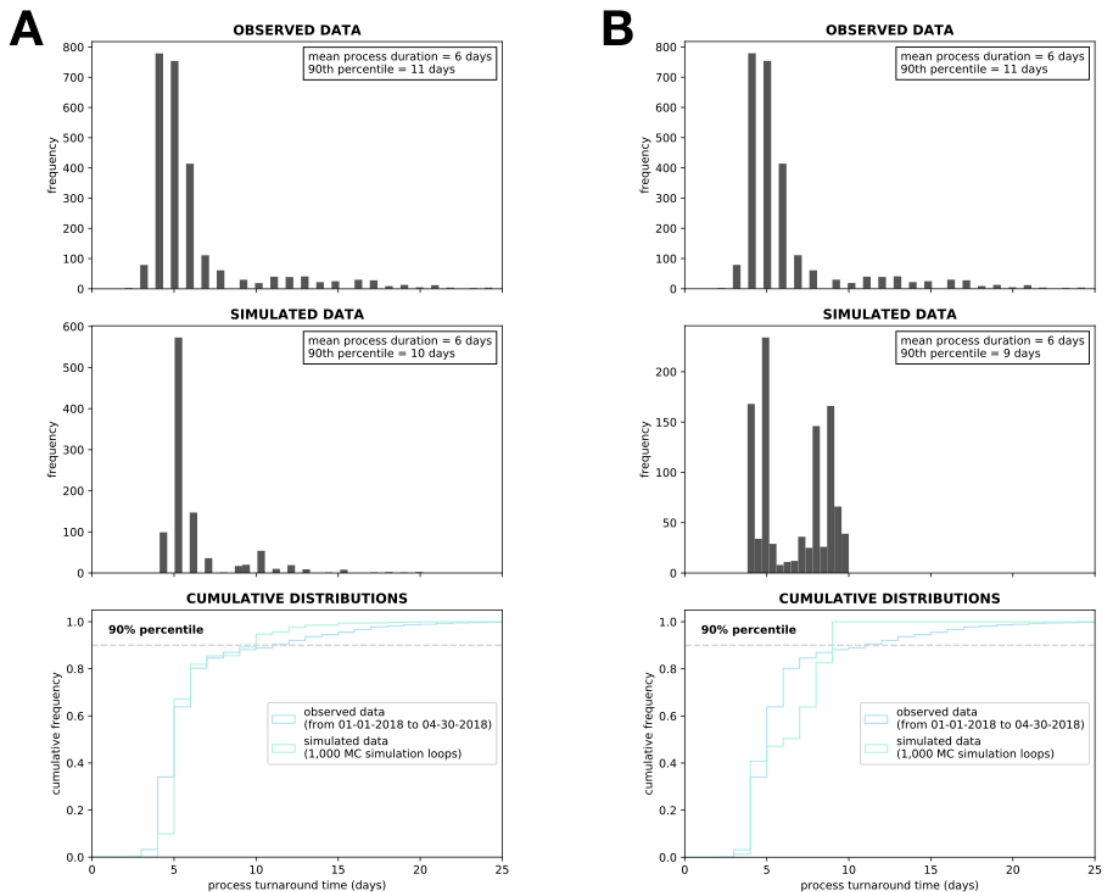 A
OBSERVED DATA
mean process duration = 6 days
90th percentile = 11 days
frequency
800
700
600
500
400
300
200
100
0
SIMULATED DATA
mean process duration = 6 days
90th percentile = 10 days
frequency
600
500
400
300
200
100
0
CUMULATIVE DISTRIBUTIONS
90% percentile
cumulative frequency
1.0
0.8
0.6
0.4
0.2
0.0
observed data
(from 01-01-2018 to 04-30-2018)
simulated data
(1,000 MC simulation loops)
0 5 10 15 20 25
process turnaround time (days)
B
OBSERVED DATA
mean process duration = 6 days
90th percentile = 11 days
frequency
800
700
600
500
400
300
200
100
0
SIMULATED DATA
mean process duration = 6 days
90th percentile = 9 days
frequency
200
150
100
50
0
CUMULATIVE DISTRIBUTIONS
90% percentile
cumulative frequency
1.0
0.8
0.6
0.4
0.2
0.0
observed data
(from 01-01-2018 to 04-30-2018)
simulated data
(1,000 MC simulation loops)
0 5 10 15 20 25
process turnaround time (days)